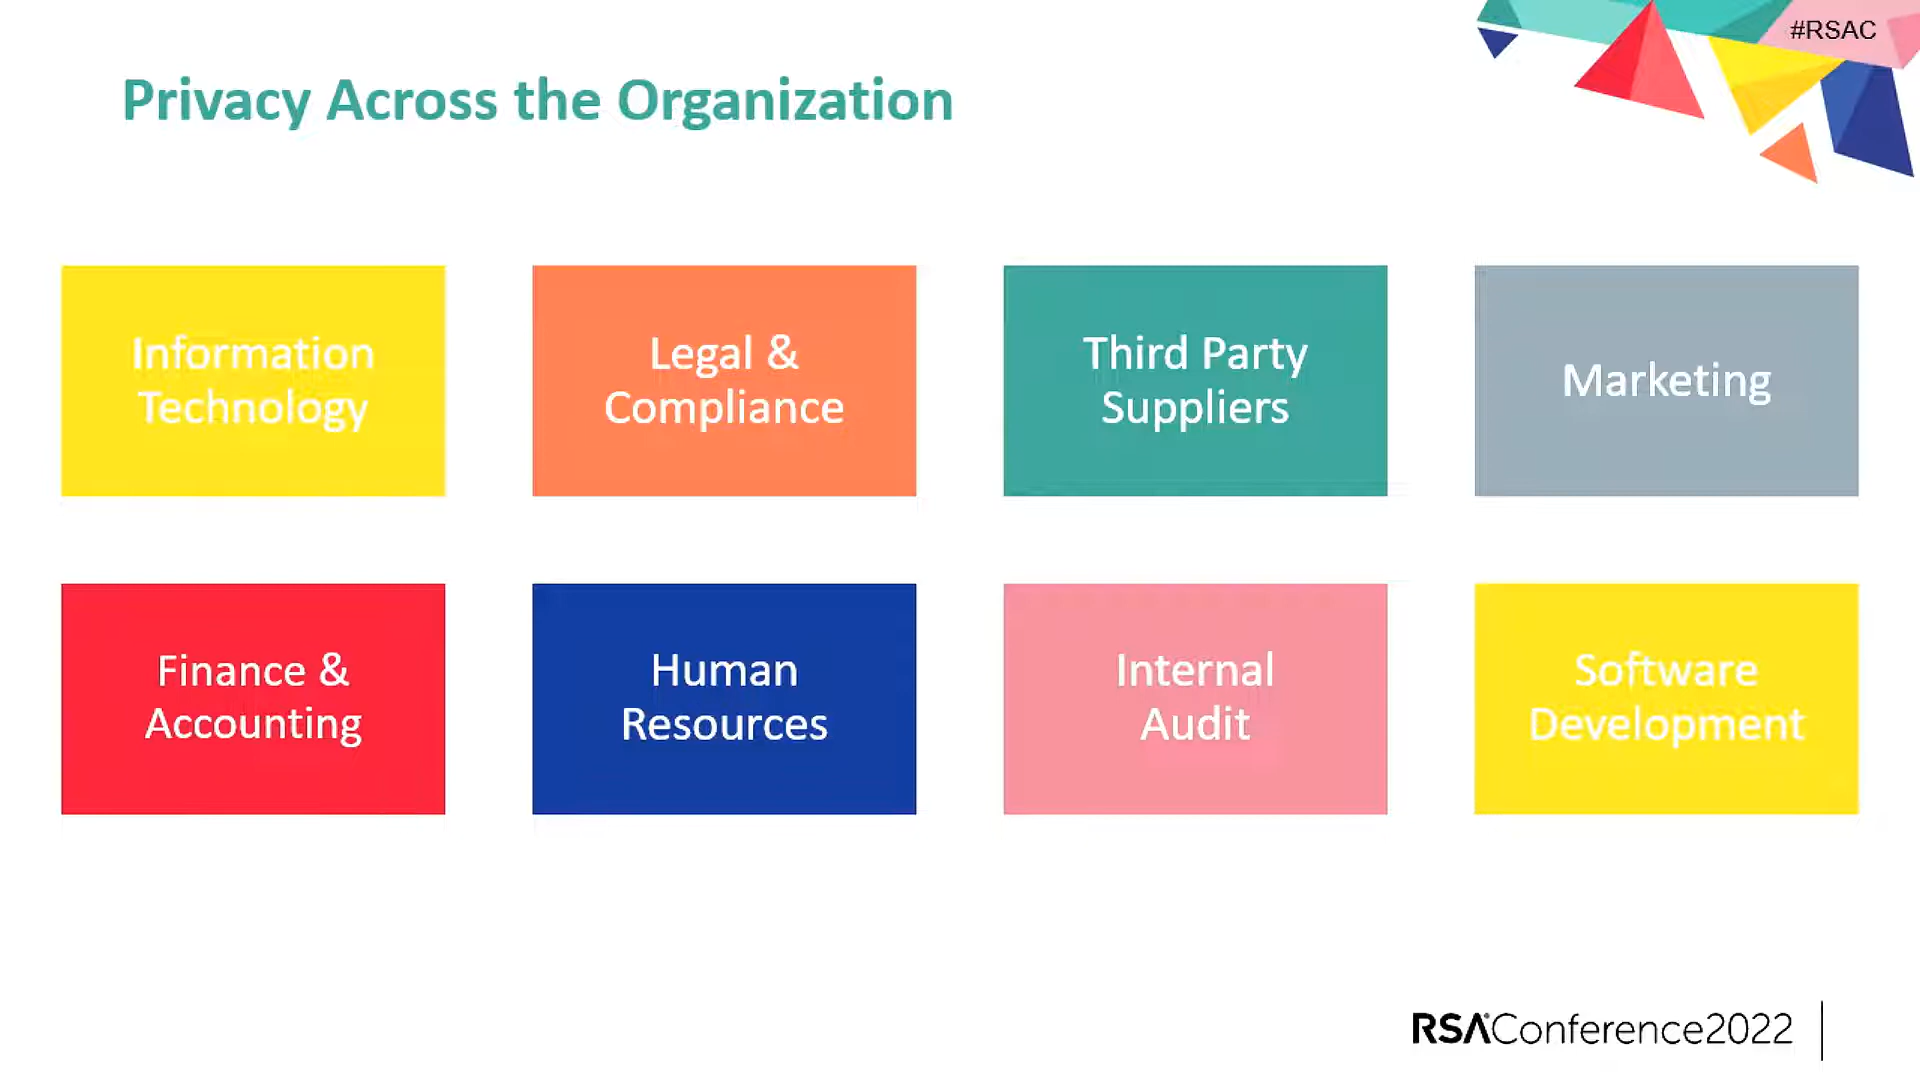 #RSAC
Privacy Across the Organization
Information
Technology
Legal &
Compliance
Third Party
Suppliers
Marketing
Finance &
Accounting
Human
Resources
Internal
Audit
Software
Development
RSAConference2022